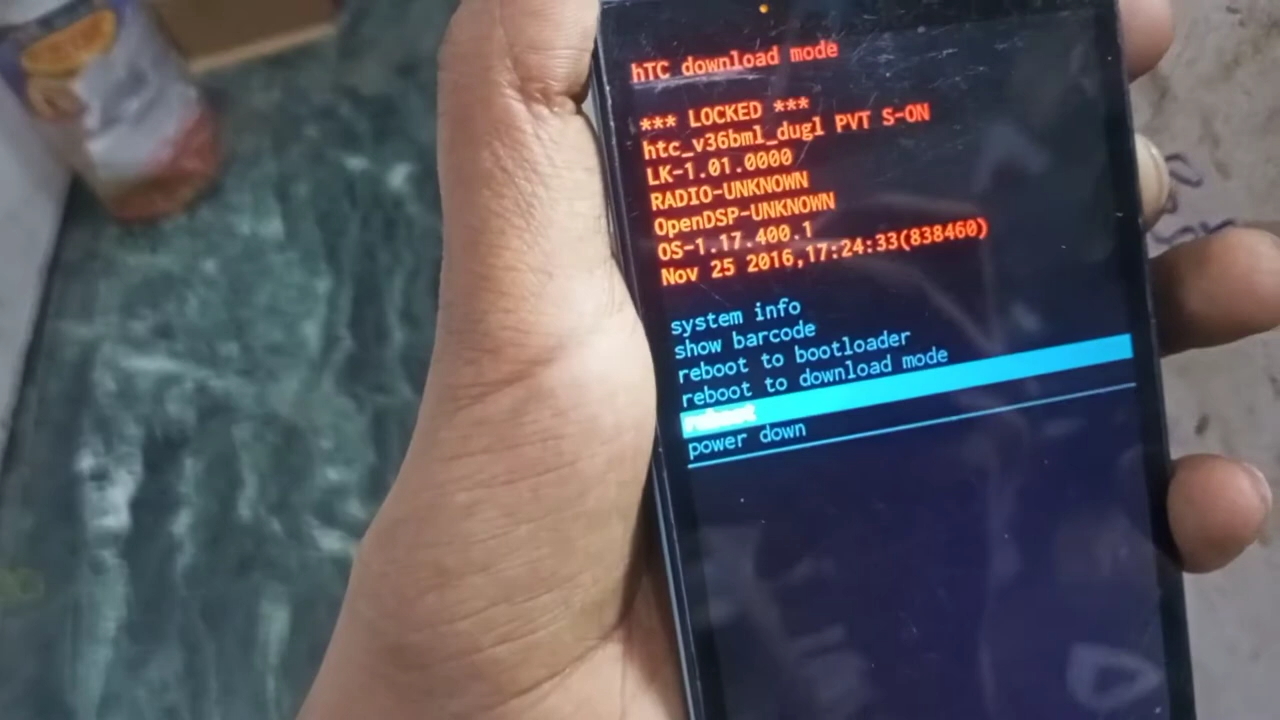 hTC download mode
*** LOCKED ***
htc_v36bml_dugl PVT S-ON
LK-1.01.0000
RADIO-UNKNOWN
OpenDSP-UNKNOWN
OS-1.17.400.1
Nov 25 2016,17:24:33(838460)
system info
show barcode
reboot to bootloader
reboot to download mode
reboot
power down